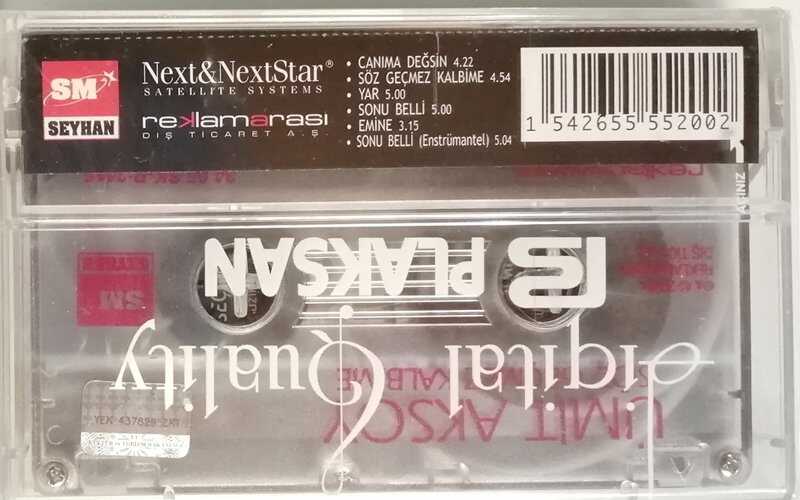 SM
SEYHAN
Next&NextStar®
SATELLITE SYSTEMS
reklamarası
DIŞ TİCARET A.Ş.
• CANIMA DEĞSİN 4.22
• SÖZ GEÇMEZ KALBİME 4.54
• YAR 5.00
• SONU BELLİ 5.00
• EMİNE 3.15
• SONU BELLİ (Enstrümantel) 5.04
1 542655 552002
PLAKSAN
SM
SEYHAN
Digital Quality
ÜMİT AKSOY
KALBİME